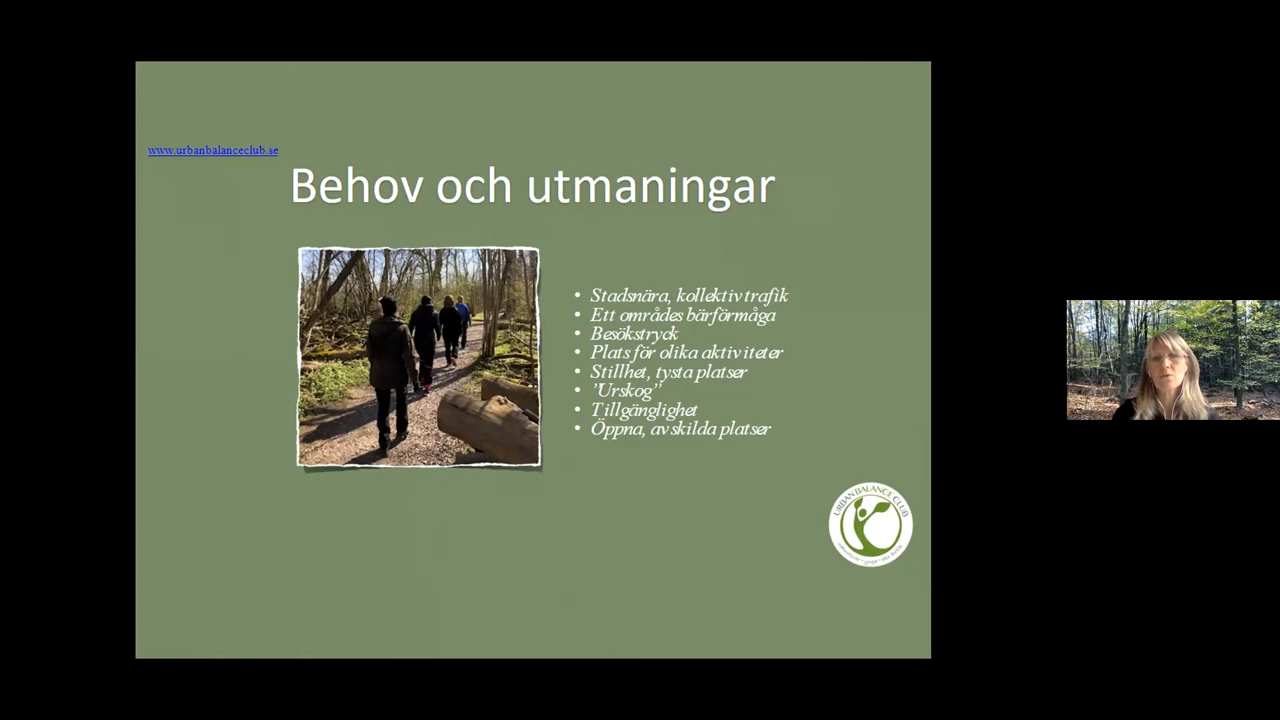 www.urbanbalanceclub.se
Behov och utmaningar
• Stadsnära, kollektivtrafik
• Ett områdes bärförmåga
• Besökstryck
• Plats för olika aktiviteter
• Stillhet, tysta platser
• ”Urskog”
• Tillgänglighet
• Öppna, avskilda platser
URBAN BALANCE CLUB